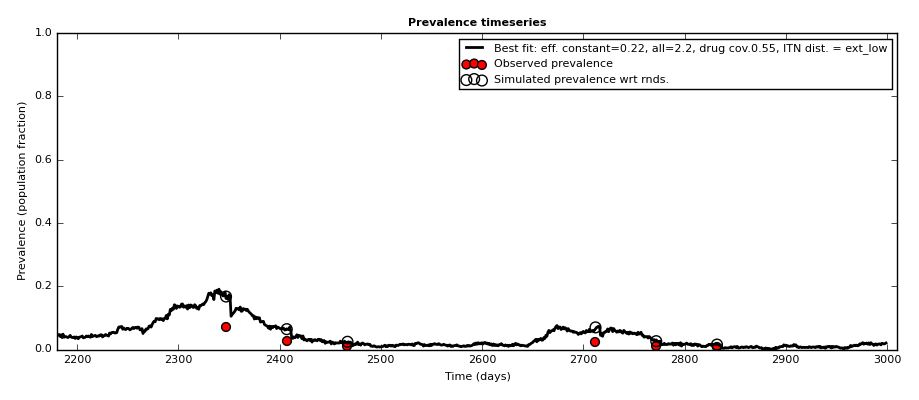 Prevalence timeseries
Best fit: eff. constant=0.22, all=2.2, drug cov.0.55, ITN dist. = ext_low
Observed prevalence
Simulated prevalence wrt rnds.
Prevalence (population fraction)
1.0
0.8
0.6
0.4
0.2
0.0
2200 2300 2400 2500 2600 2700 2800 2900 3000
Time (days)